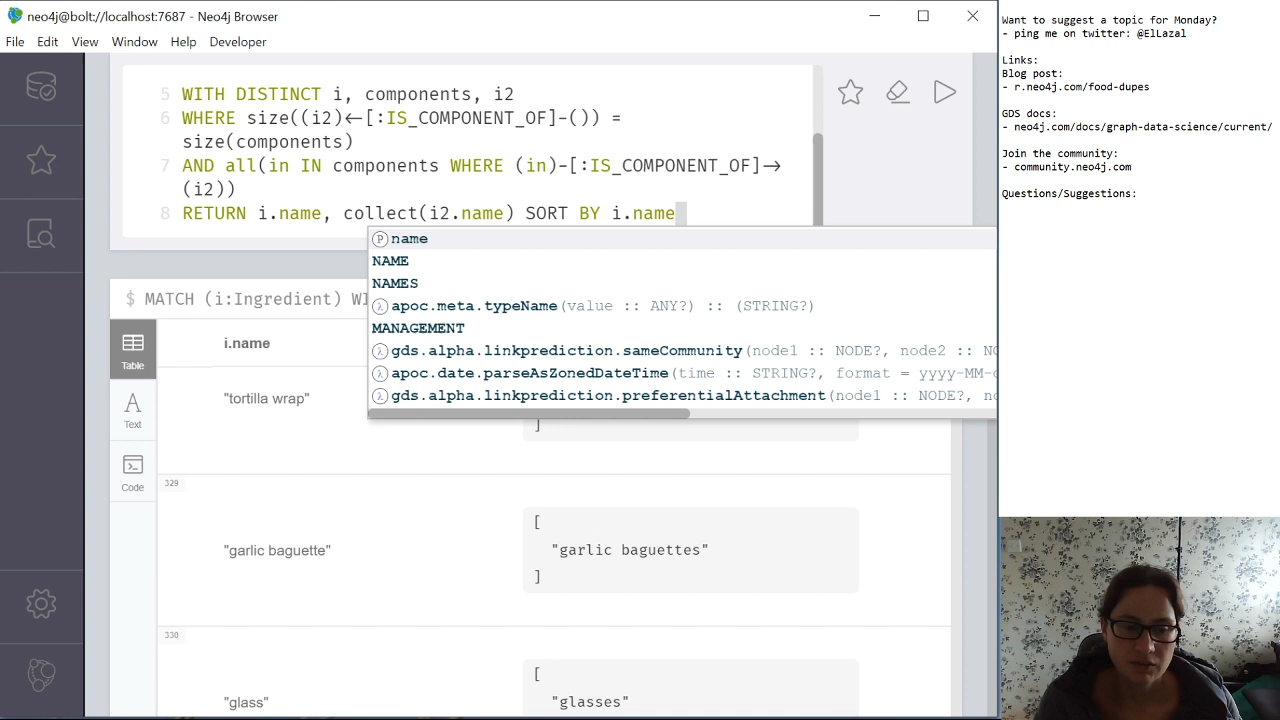 neo4j@bolt://localhost:7687 - Neo4j Browser
File Edit View Window Help Developer
5 WITH DISTINCT i, components, i2
6 WHERE size((i2)<-[:IS_COMPONENT_OF]-()) =
size(components)
7 AND all(in IN components WHERE (in)-[:IS_COMPONENT_OF]->
(i2))
8 RETURN i.name, collect(i2.name) SORT BY i.name
P name
NAME
NAMES
λ apoc.meta.typeName(value :: ANY?) :: (STRING?)
MANAGEMENT
λ gds.alpha.linkprediction.sameCommunity(node1 :: NODE?, node2 :: NO
λ apoc.date.parseAsZonedDateTime(time :: STRING?, format = yyyy-MM-d
λ gds.alpha.linkprediction.preferentialAttachment(node1 :: NODE?, no
$ MATCH (i:Ingredient) WI
Table
Text
Code
i.name
"tortilla wrap"
]
329
"garlic baguette"
[
"garlic baguettes"
]
330
"glass"
[
"glasses"
Want to suggest a topic for Monday?
- ping me on twitter: @ElLazal
Links:
Blog post:
- r.neo4j.com/food-dupes
GDS docs:
- neo4j.com/docs/graph-data-science/current/
Join the community:
- community.neo4j.com
Questions/Suggestions: